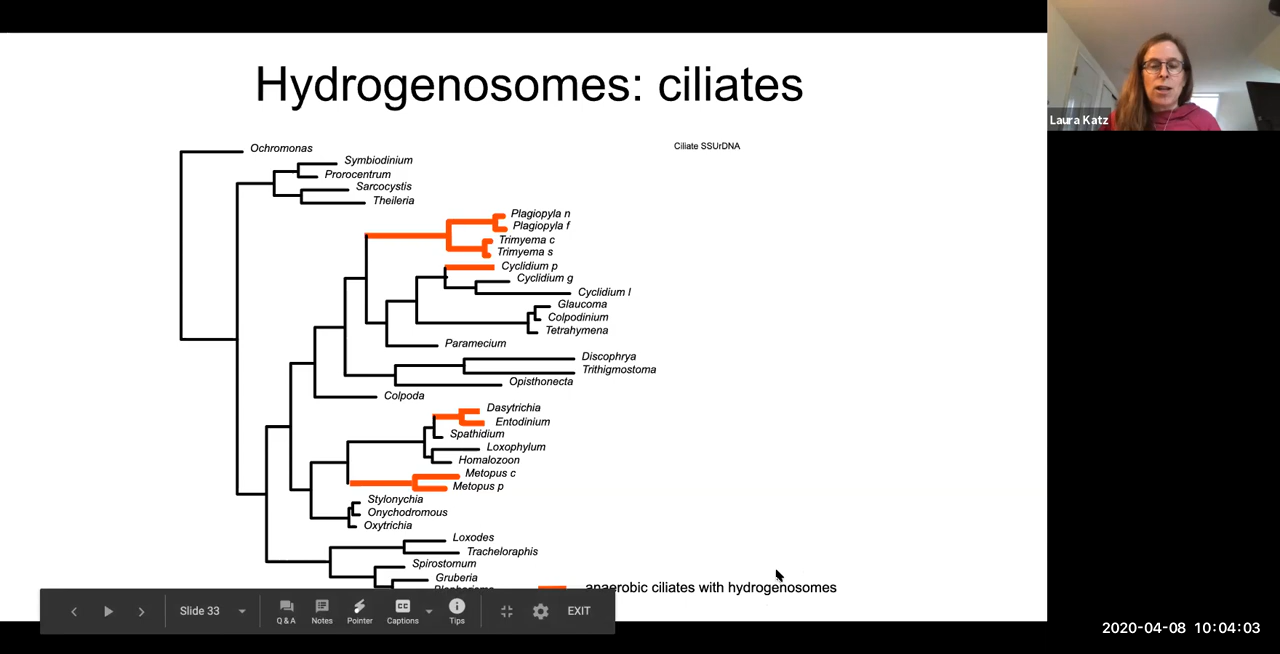 Hydrogenosomes: ciliates
Laura Katz
Ciliate SSUrDNA
Ochromonas
Symbiodinium
Prorocentrum
Sarcocystis
Theileria
Plagiopyla n
Plagiopyla f
Trimyema c
Trimyema s
Cyclidium p
Cyclidium g
Cyclidium l
Glaucoma
Colpodinium
Tetrahymena
Paramecium
Discophrya
Trithigmostoma
Opisthonecta
Colpoda
Dasytrichia
Entodinium
Spathidium
Loxophylum
Homalozoon
Metopus c
Metopus p
Stylonychia
Onychodromous
Oxytrichia
Loxodes
Tracheloraphis
Spirostomum
Gruberia
anaerobic ciliates with hydrogenosomes
Slide 33
Q & A
Notes
Pointer
CC
Captions
Tips
EXIT
2020-04-08 10:04:03